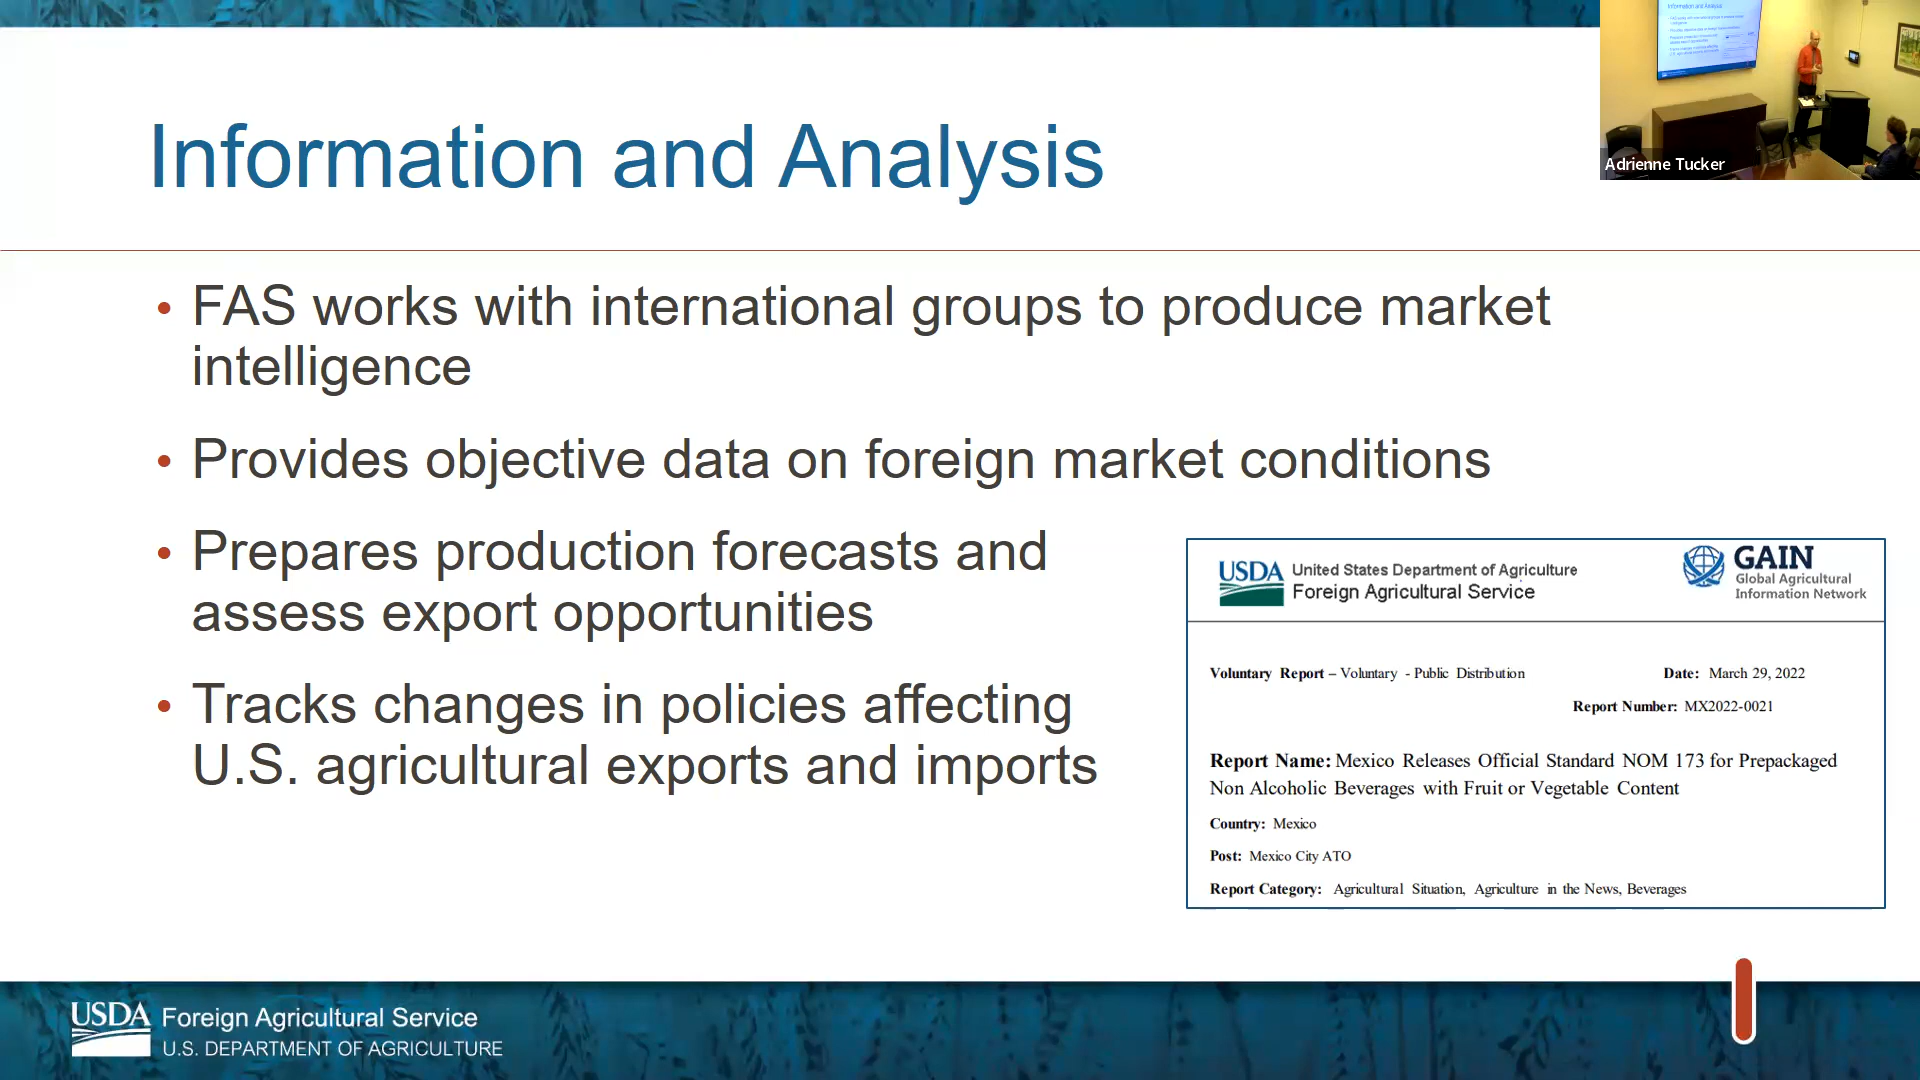 Information and Analysis
Adrienne Tucker
• FAS works with international groups to produce market
intelligence
• Provides objective data on foreign market conditions
• Prepares production forecasts and
assess export opportunities
• Tracks changes in policies affecting
U.S. agricultural exports and imports
USDA United States Department of Agriculture
Foreign Agricultural Service
GAIN
Global Agricultural
Information Network
Voluntary Report – Voluntary - Public Distribution Date: March 29, 2022
Report Number: MX2022-0021
Report Name: Mexico Releases Official Standard NOM 173 for Prepackaged
Non Alcoholic Beverages with Fruit or Vegetable Content
Country: Mexico
Post: Mexico City ATO
Report Category: Agricultural Situation, Agriculture in the News, Beverages
USDA Foreign Agricultural Service
U.S. DEPARTMENT OF AGRICULTURE